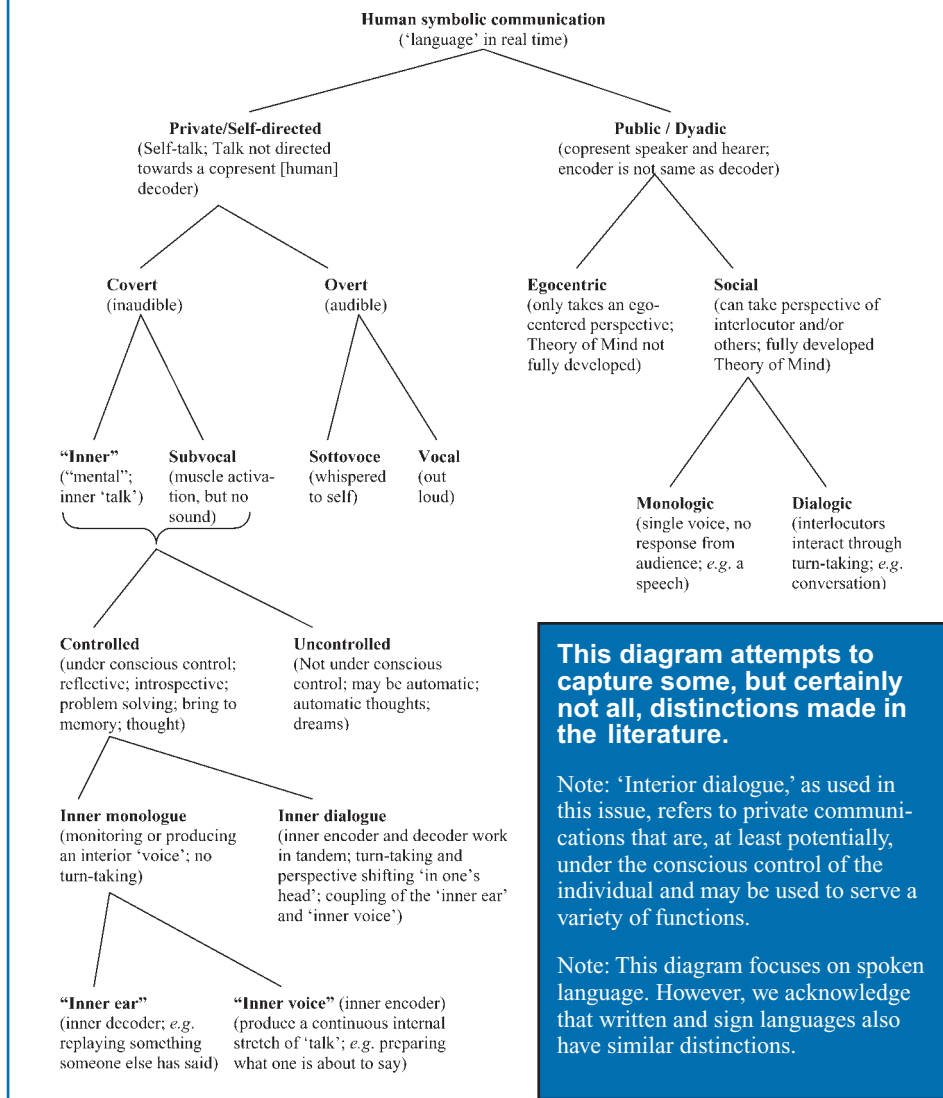 Human symbolic communication
(‘language’ in real time)
Private/Self-directed
(Self-talk; Talk not directed
towards a copresent [human]
decoder)
Public / Dyadic
(copresent speaker and hearer;
encoder is not same as decoder)
Covert
(inaudible)
Overt
(audible)
Egocentric
(only takes an ego-
centered perspective;
Theory of Mind not
fully developed)
Social
(can take perspective of
interlocutor and/or
others; fully developed
Theory of Mind)
“Inner”
(“mental”;
inner ‘talk’)
Subvocal
(muscle activa-
tion, but no
sound)
Sottovoce
(whispered
to self)
Vocal
(out
loud)
Monologic
(single voice, no
response from
audience; e.g. a
speech)
Dialogic
(interlocutors
interact through
turn-taking; e.g.
conversation)
Controlled
(under conscious control;
reflective; introspective;
problem solving; bring to
memory; thought)
Uncontrolled
(Not under conscious
control; may be automatic;
automatic thoughts;
dreams)
Inner monologue
(monitoring or producing
an interior ‘voice’; no
turn-taking)
Inner dialogue
(inner encoder and decoder work
in tandem; turn-taking and
perspective shifting ‘in one’s
head’; coupling of the ‘inner ear’
and ‘inner voice’)
“Inner ear”
(inner decoder; e.g.
replaying something
someone else has said)
“Inner voice” (inner encoder)
(produce a continuous internal
stretch of ‘talk’; e.g. preparing
what one is about to say)
This diagram attempts to
capture some, but certainly
not all, distinctions made in
the literature.
Note: ‘Interior dialogue,’ as used in
this issue, refers to private communi-
cations that are, at least potentially,
under the conscious control of the
individual and may be used to serve a
variety of functions.
Note: This diagram focuses on spoken
language. However, we acknowledge
that written and sign languages also
have similar distinctions.